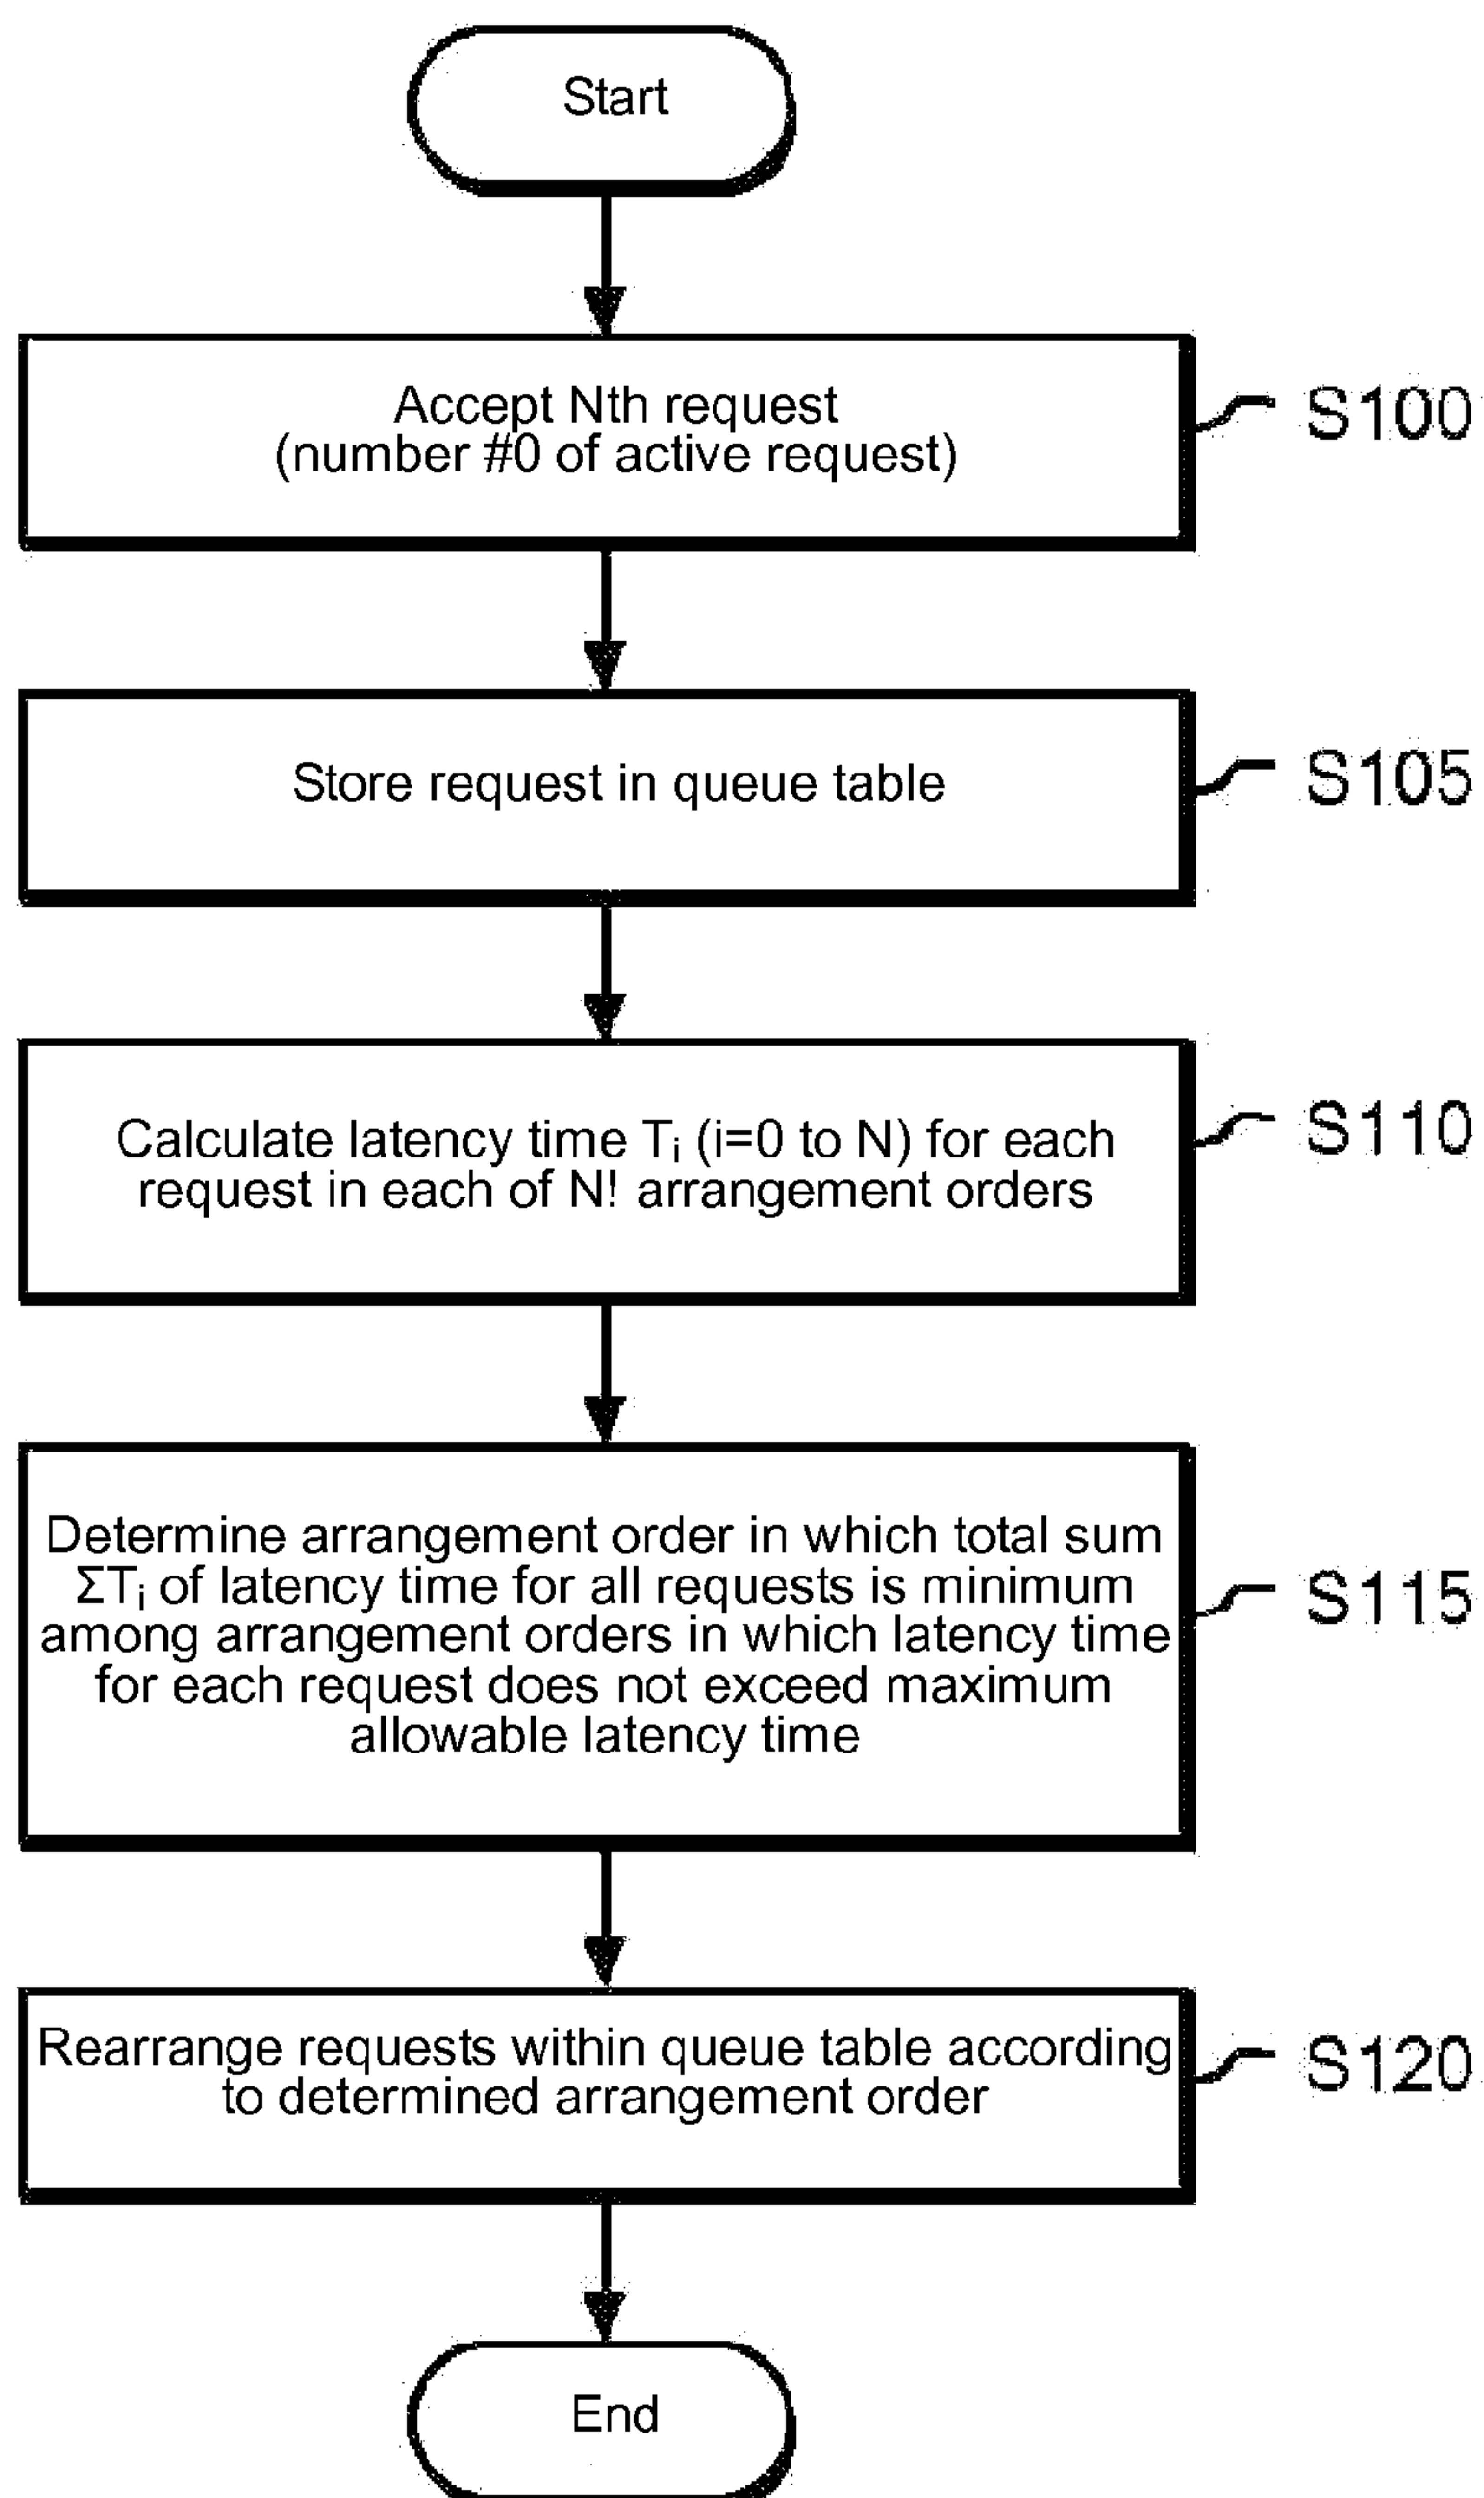 Start
Accept Nth request
(number #0 of active request)
S100
Store request in queue table
S105
Calculate latency time Tᵢ (i=0 to N) for each
request in each of N! arrangement orders
S110
Determine arrangement order in which total sum
ΣTᵢ of latency time for all requests is minimum
among arrangement orders in which latency time
for each request does not exceed maximum
allowable latency time
S115
Rearrange requests within queue table according
to determined arrangement order
S120
End